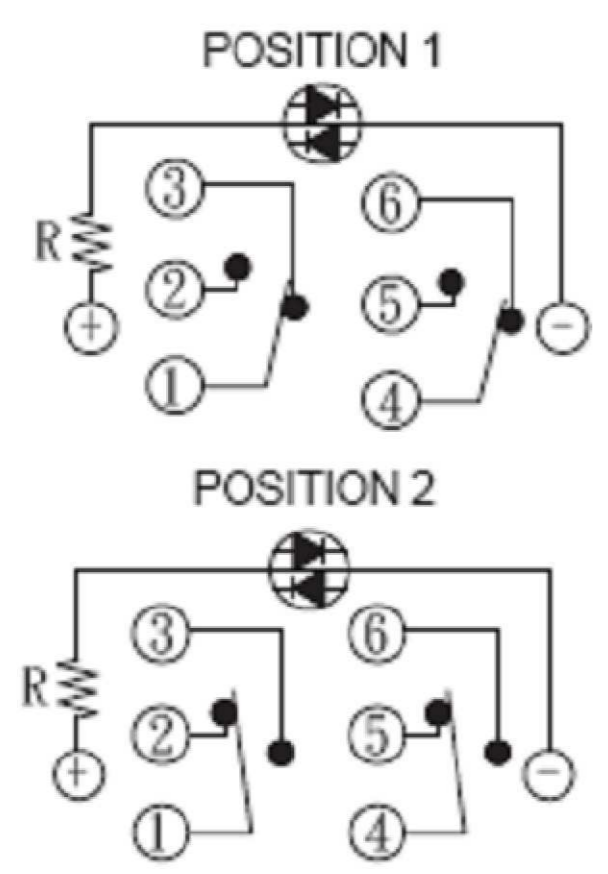 POSITION 1
③ ⑥
R ② ⑤
+ −
① ④
POSITION 2
③ ⑥
R ② ⑤
+ −
① ④